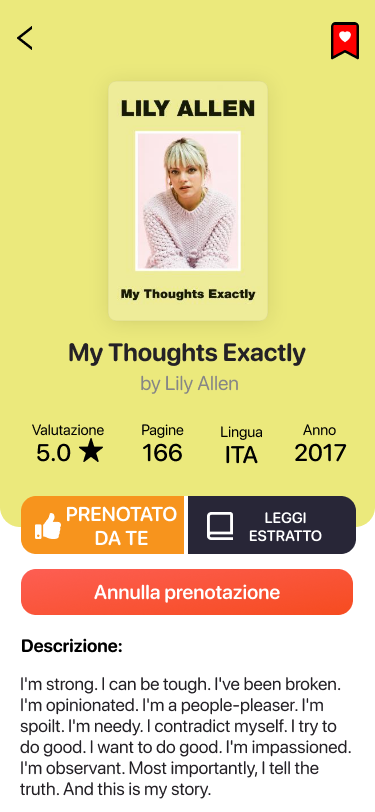 LILY ALLEN
My Thoughts Exactly
My Thoughts Exactly
by Lily Allen
Valutazione Pagine Lingua Anno
5.0 166 ITA 2017
PRENOTATO
DA TE
LEGGI
ESTRATTO
Annulla prenotazione
Descrizione:
I'm strong. I can be tough. I've been broken.
I'm opinionated. I'm a people-pleaser. I'm
spoilt. I'm needy. I contradict myself. I try to
do good. I want to do good. I'm impassioned.
I'm observant. Most importantly, I tell the
truth. And this is my story.